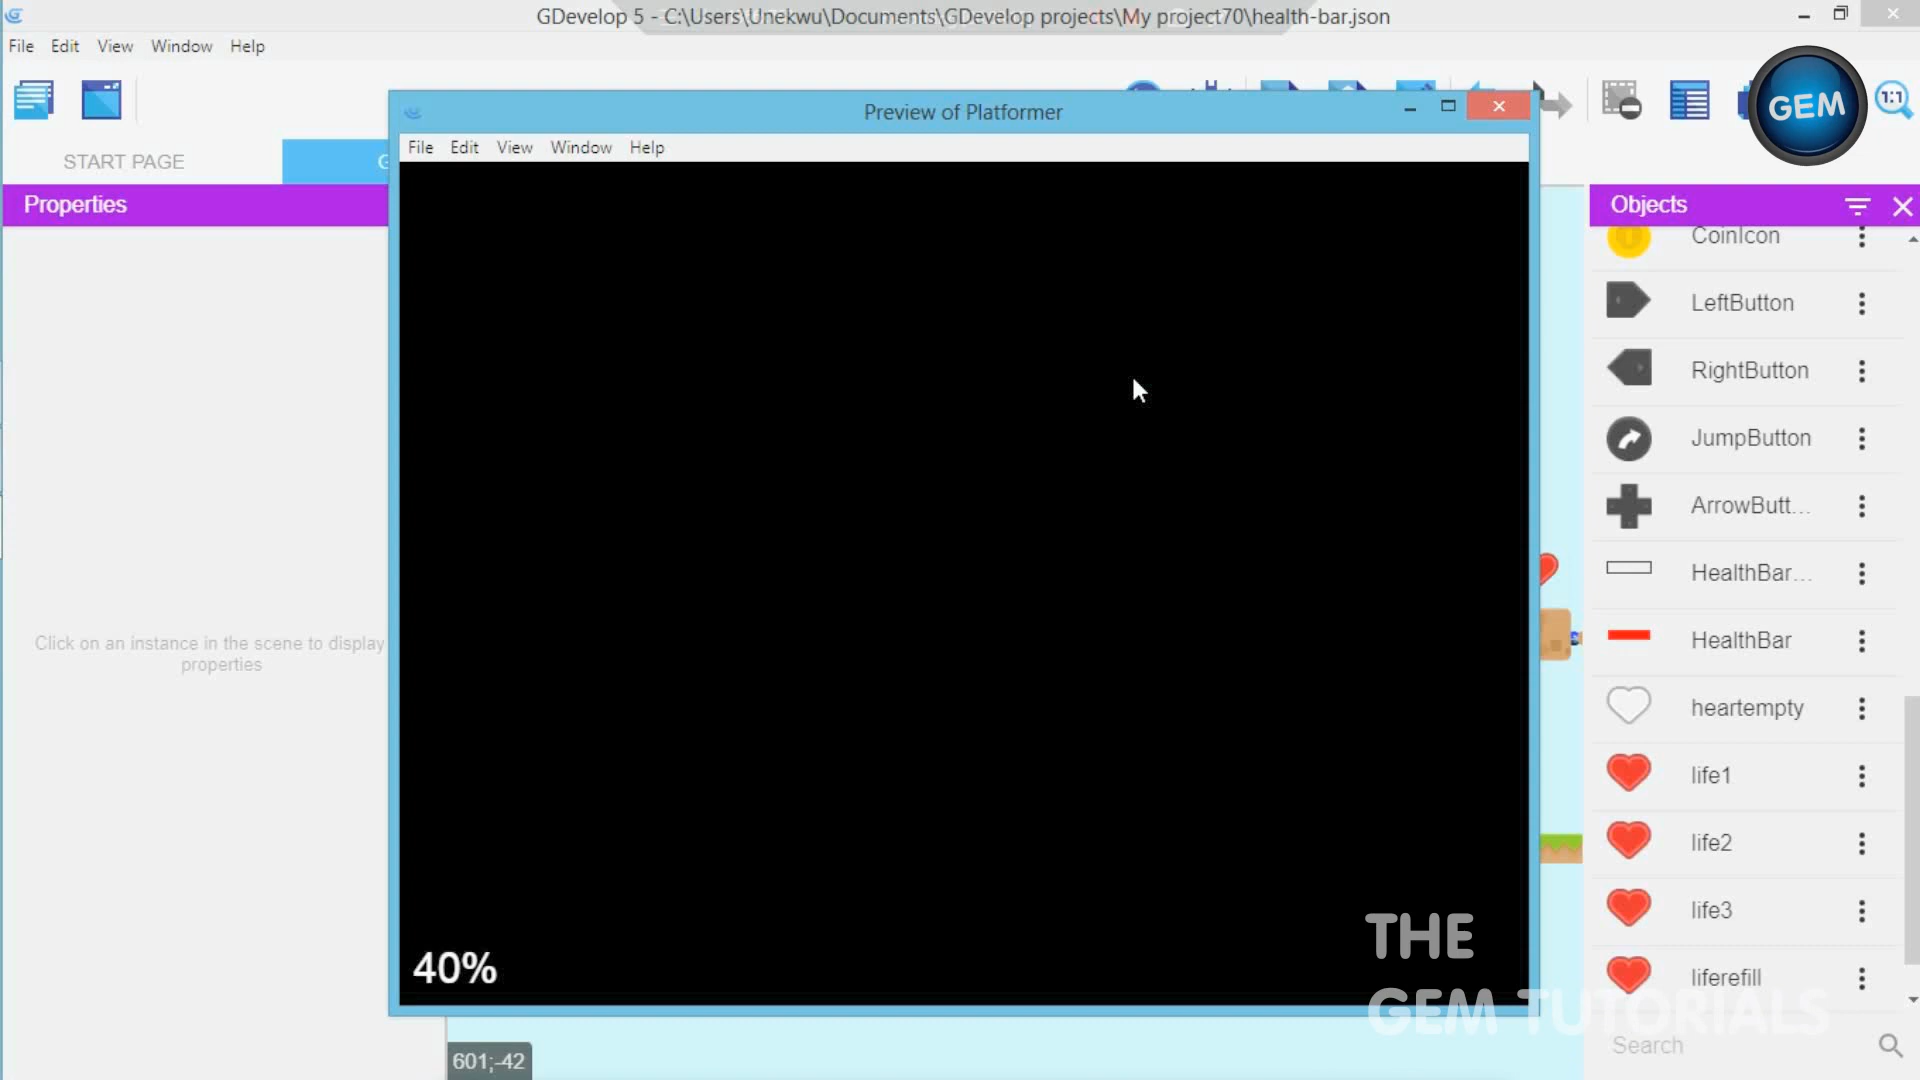 GDevelop 5 - C:\Users\Unekwu\Documents\GDevelop projects\My project70\health-bar.json
File Edit View Window Help
GEM
1:1
Preview of Platformer
File Edit View Window Help
START PAGE
Properties
Objects
CoinIcon
LeftButton
RightButton
JumpButton
ArrowButt...
HealthBar...
HealthBar
heartempty
life1
life2
life3
liferefill
Click on an instance in the scene to display
properties
40%
THE
GEM TUTORIALS
Search
601;-42